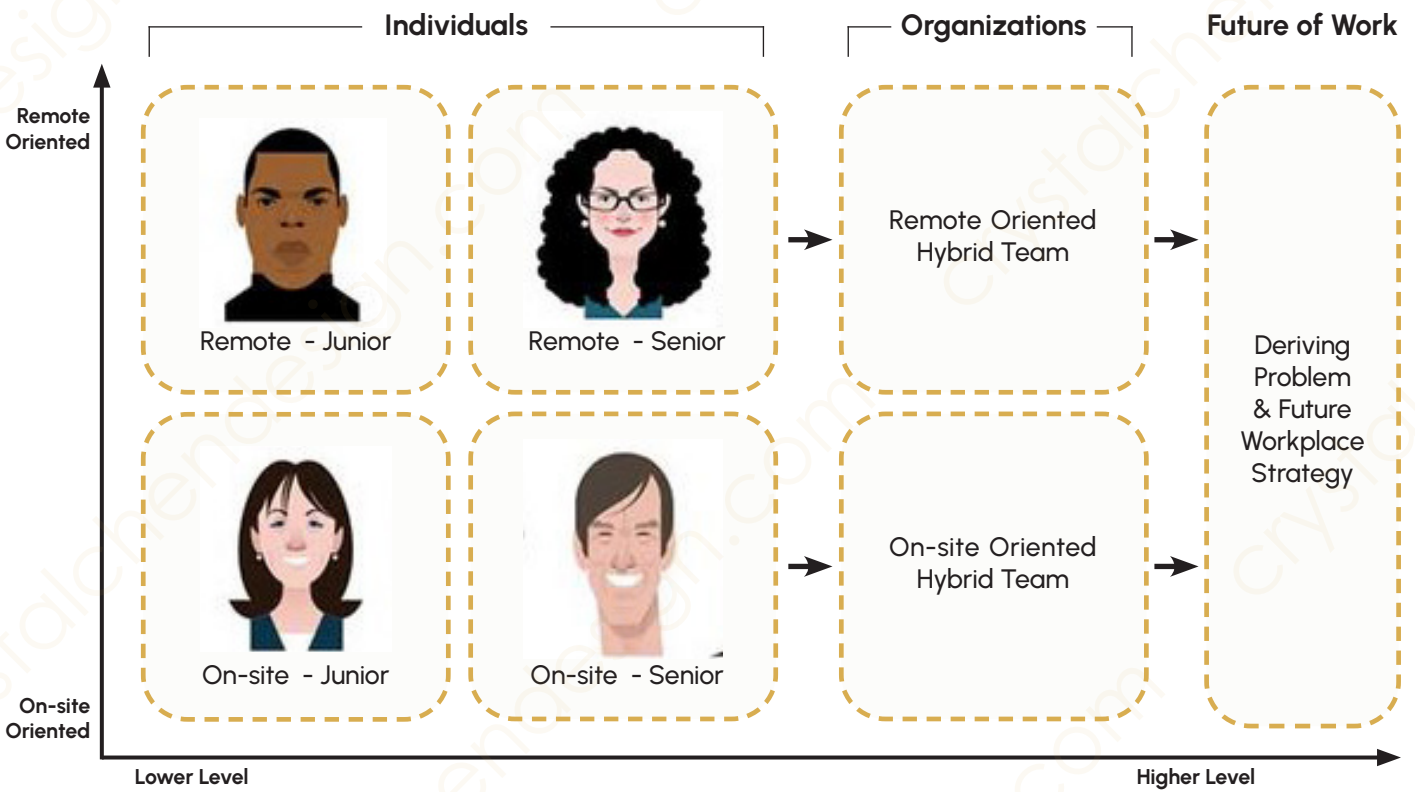 Individuals
Organizations
Future of Work
Remote
Oriented
Remote - Junior
Remote - Senior
Remote Oriented
Hybrid Team
Deriving
Problem
& Future
Workplace
Strategy
On-site - Junior
On-site - Senior
On-site Oriented
Hybrid Team
On-site
Oriented
Lower Level
Higher Level
crystalchendesign.com